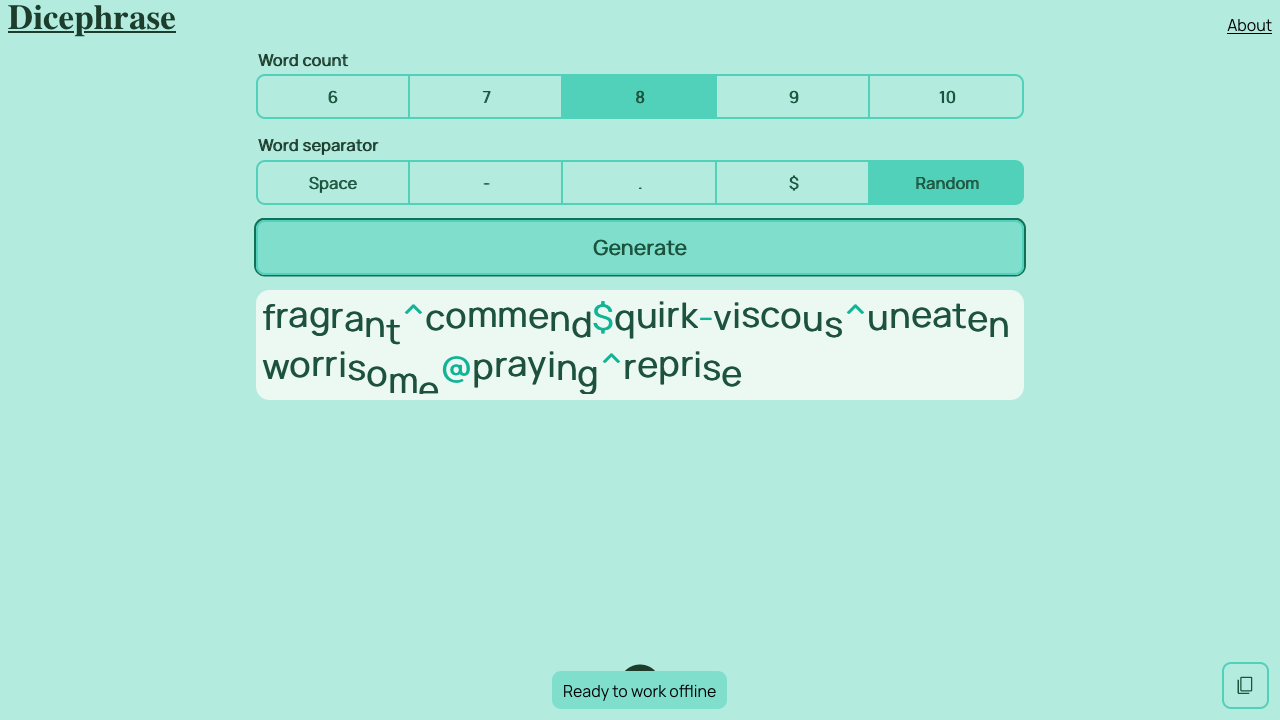 Dicephrase
About
Word count
6 7 8 9 10
Word separator
Space - . $ Random
Generate
fragrant^commend$quirk-viscous^uneaten
worrisome@praying^reprise
Ready to work offline